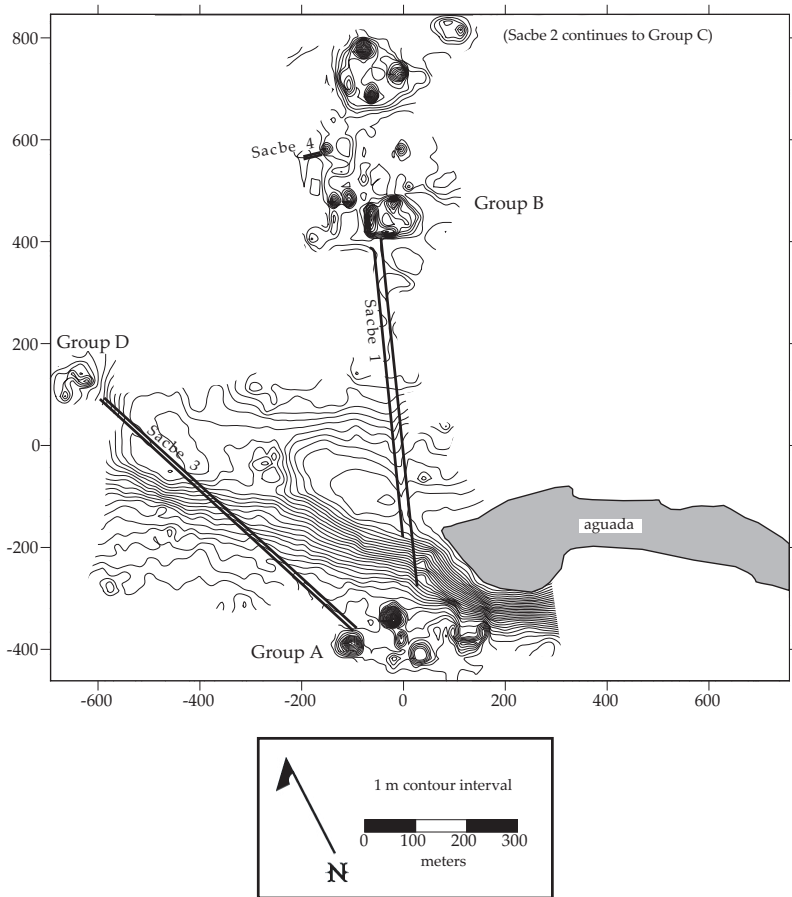 800
600
400
200
0
-200
-400
(Sacbe 2 continues to Group C)
Sacbe 4
Group B
Sacbe 1
Group D
Sacbe 3
aguada
Group A
-600 -400 -200 0 200 400 600
1 m contour interval
0 100 200 300
meters
N